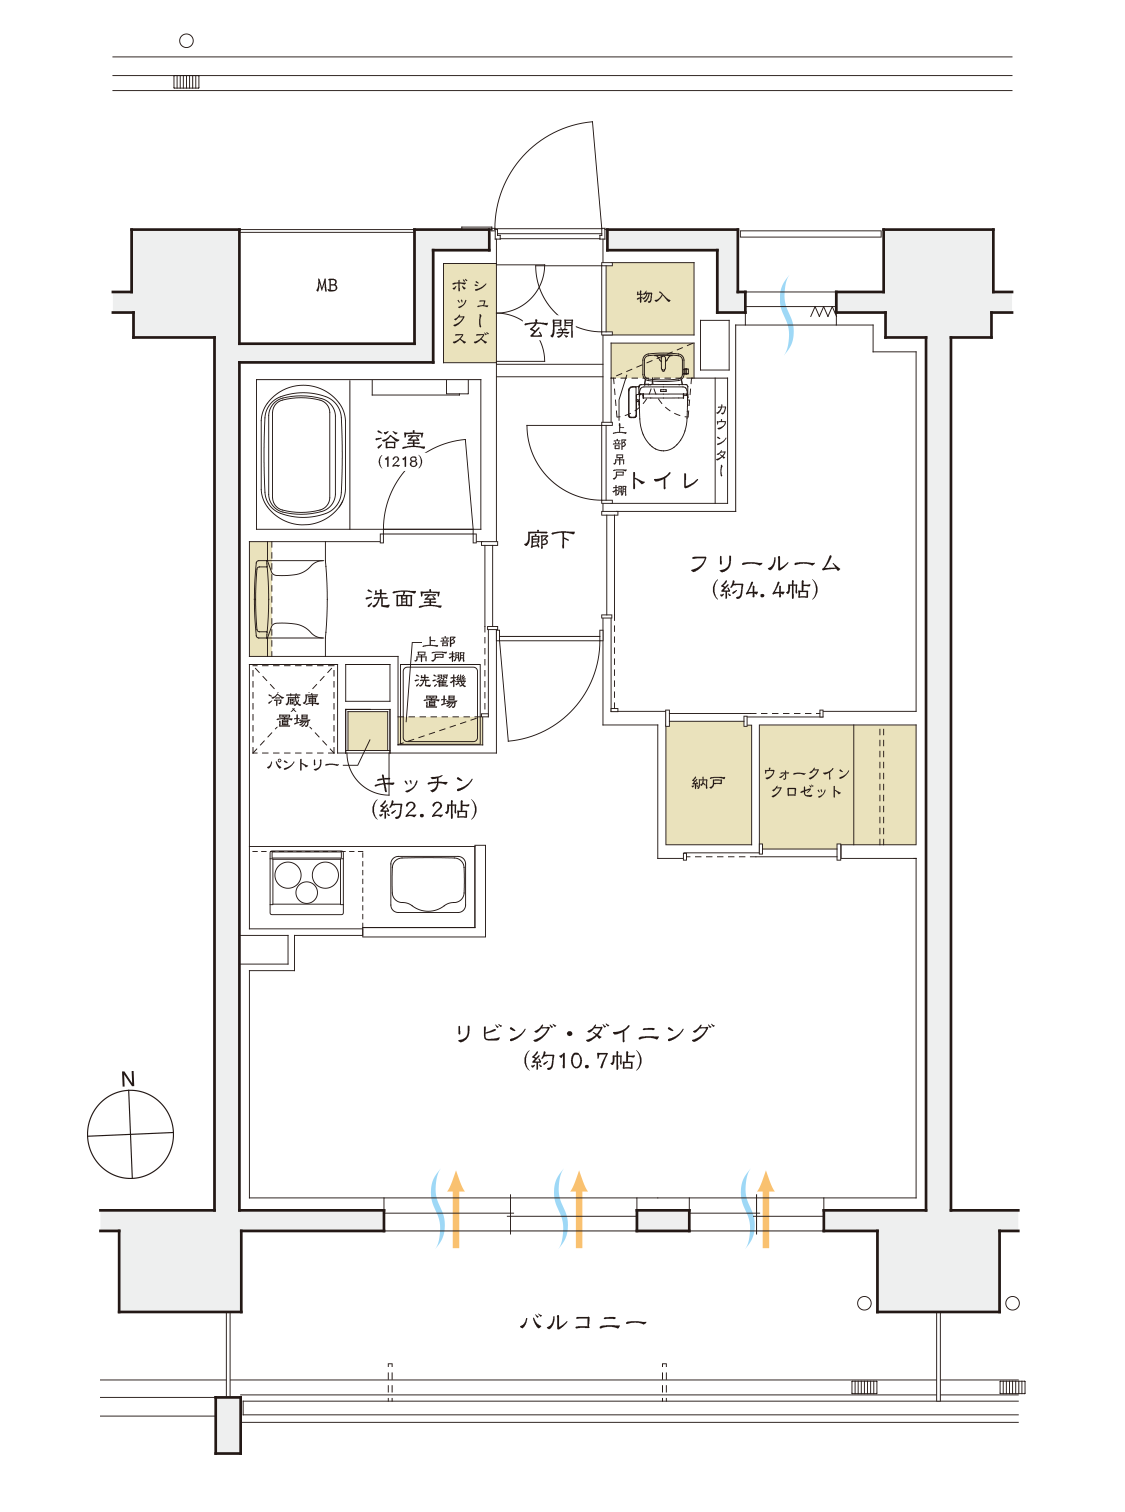 MB
シューズ
ボックス
玄関
物入
カウンター
上部吊戸棚
トイレ
浴室
(1218)
廊下
フリールーム
(約4.4帖)
洗面室
上部
吊戸棚
洗濯機
置場
冷蔵庫
置場
パントリー
キッチン
(約2.2帖)
納戸
ウォークイン
クロゼット
リビング・ダイニング
(約10.7帖)
N
バルコニー